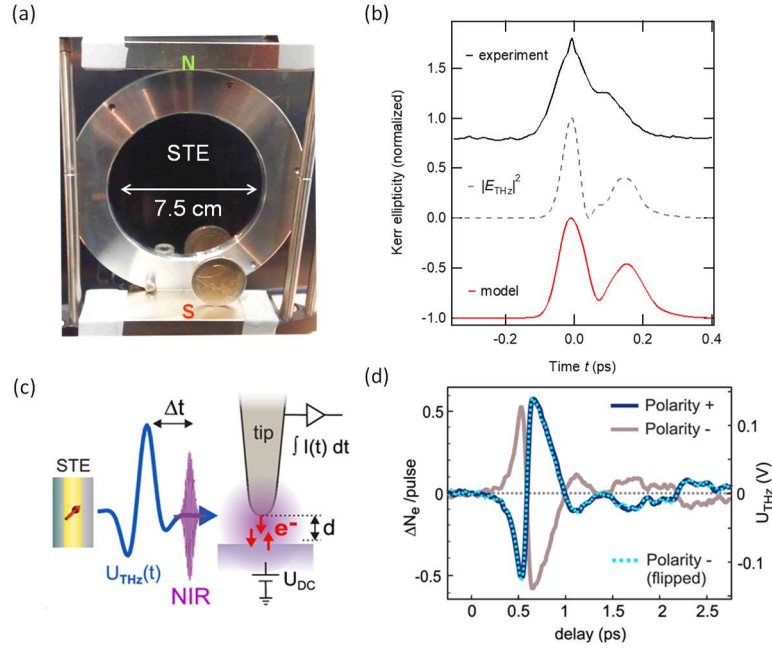 (a)
N
STE
7.5 cm
S
(b)
Kerr ellipticity (normalized)
1.5
1.0
0.5
0.0
-0.5
-1.0
experiment
|E_THz|²
model
-0.2
0.0
0.2
0.4
Time t (ps)
(c)
STE
Δt
U_THz(t)
NIR
tip
∫ I(t) dt
e⁻
d
U_DC
(d)
ΔN_e /pulse
0.5
0.0
-0.5
Polarity +
Polarity -
Polarity -
(flipped)
0.1
0
-0.1
U_THz (V)
0
0.5
1
1.5
2
2.5
delay (ps)